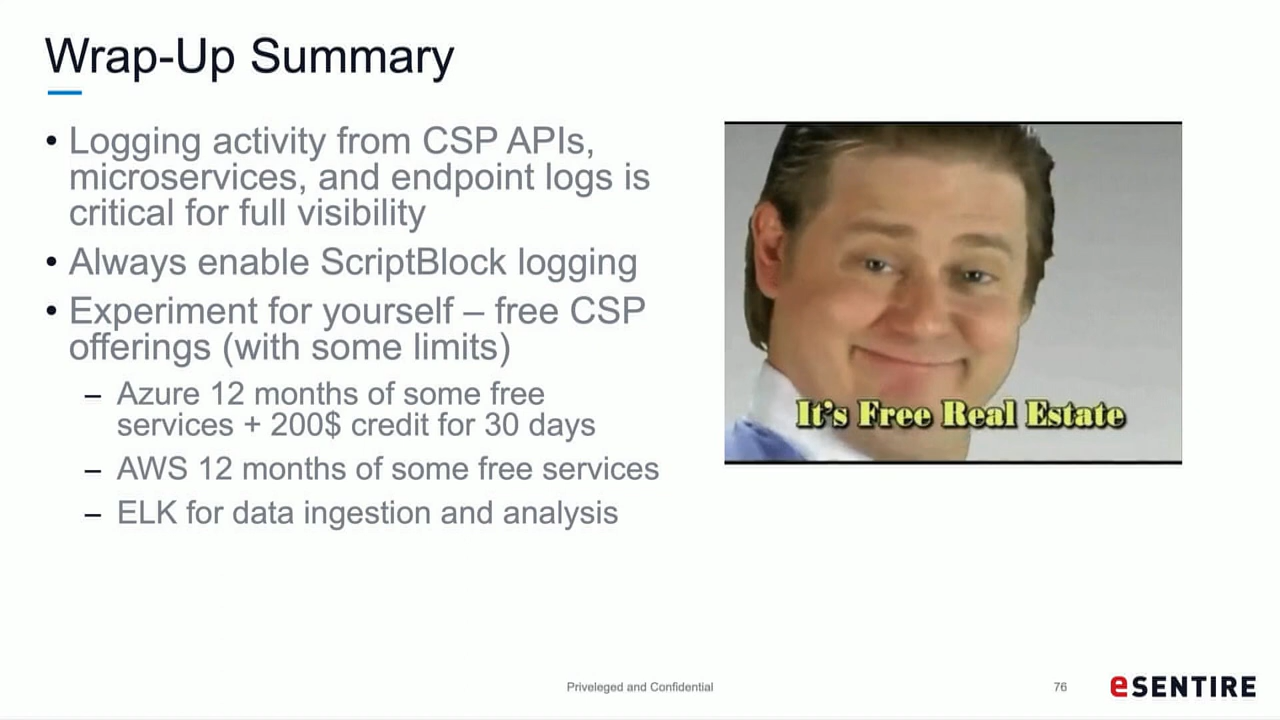 Wrap-Up Summary
• Logging activity from CSP APIs,
microservices, and endpoint logs is
critical for full visibility
• Always enable ScriptBlock logging
• Experiment for yourself – free CSP
offerings (with some limits)
– Azure 12 months of some free
services + 200$ credit for 30 days
– AWS 12 months of some free services
– ELK for data ingestion and analysis
It's Free Real Estate
Priveleged and Confidential
76
eSENTIRE